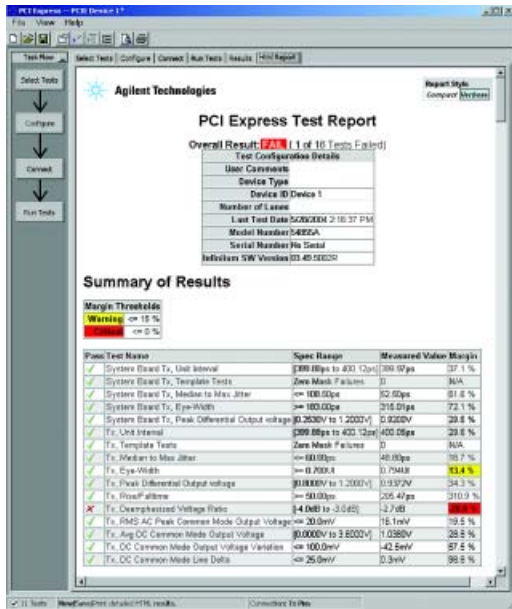 PCI Express -- PCIE Device 1*
File View Help
Task Flow
Select Tests Configure Connect Run Tests Results Html Report
Select Tests
Configure
Connect
Run Tests
Agilent Technologies
Report Style
Compact Verbose
PCI Express Test Report
Overall Result: FAIL ( 1 of 16 Tests Failed)
Test Configuration Details
User Comments
Device Type
Device ID Device 1
Number of Lanes
Last Test Date 5/28/2004 2:16:37 PM
Model Number 54855A
Serial Number No Serial
Infiniium SW Version
Summary of Results
Margin Thresholds
Warning <= 15 %
Critical <= 0 %
Pass Test Name Spec Range Measured Value Margin
System Board Tx, Unit Interval [399.88ps to 400.12ps] 399.97ps 37.1 %
System Board Tx, Template Tests Zero Mask Failures 0 N/A
System Board Tx, Median to Max Jitter <= 108.50ps 52.50ps 51.6 %
System Board Tx, Eye-Width >= 183.00ps 315.01ps 72.1 %
System Board Tx, Peak Differential Output voltage [0.2530V to 1.2000V] 0.9200V 29.6 %
Tx, Unit Interval [399.88ps to 400.12ps] 400.05ps 29.6 %
Tx, Template Tests Zero Mask Failures 0 N/A
Tx, Median to Max Jitter <= 60.00ps 48.80ps 18.7 %
Tx, Eye-Width >= 0.700UI 0.794UI 13.4 %
Tx, Peak Differential Output voltage [0.8000V to 1.2000V] 0.9372V 34.3 %
Tx, Rise/Falltime >= 50.00ps 205.47ps 310.9 %
Tx, Deemphasized Voltage Ratio [-4.0dB to -3.0dB] -2.7dB
Tx, RMS AC Peak Common Mode Output Voltage <= 20.0mV 16.1mV 19.5 %
Tx, Avg DC Common Mode Output Voltage [0.0000V to 3.6000V] 1.0380V 28.8 %
Tx, DC Common Mode Output Voltage Variation <= 100.0mV -42.5mV 57.5 %
Tx, DC Common Mode Line Delta <= 25.0mV 0.3mV 98.6 %
11 Tests